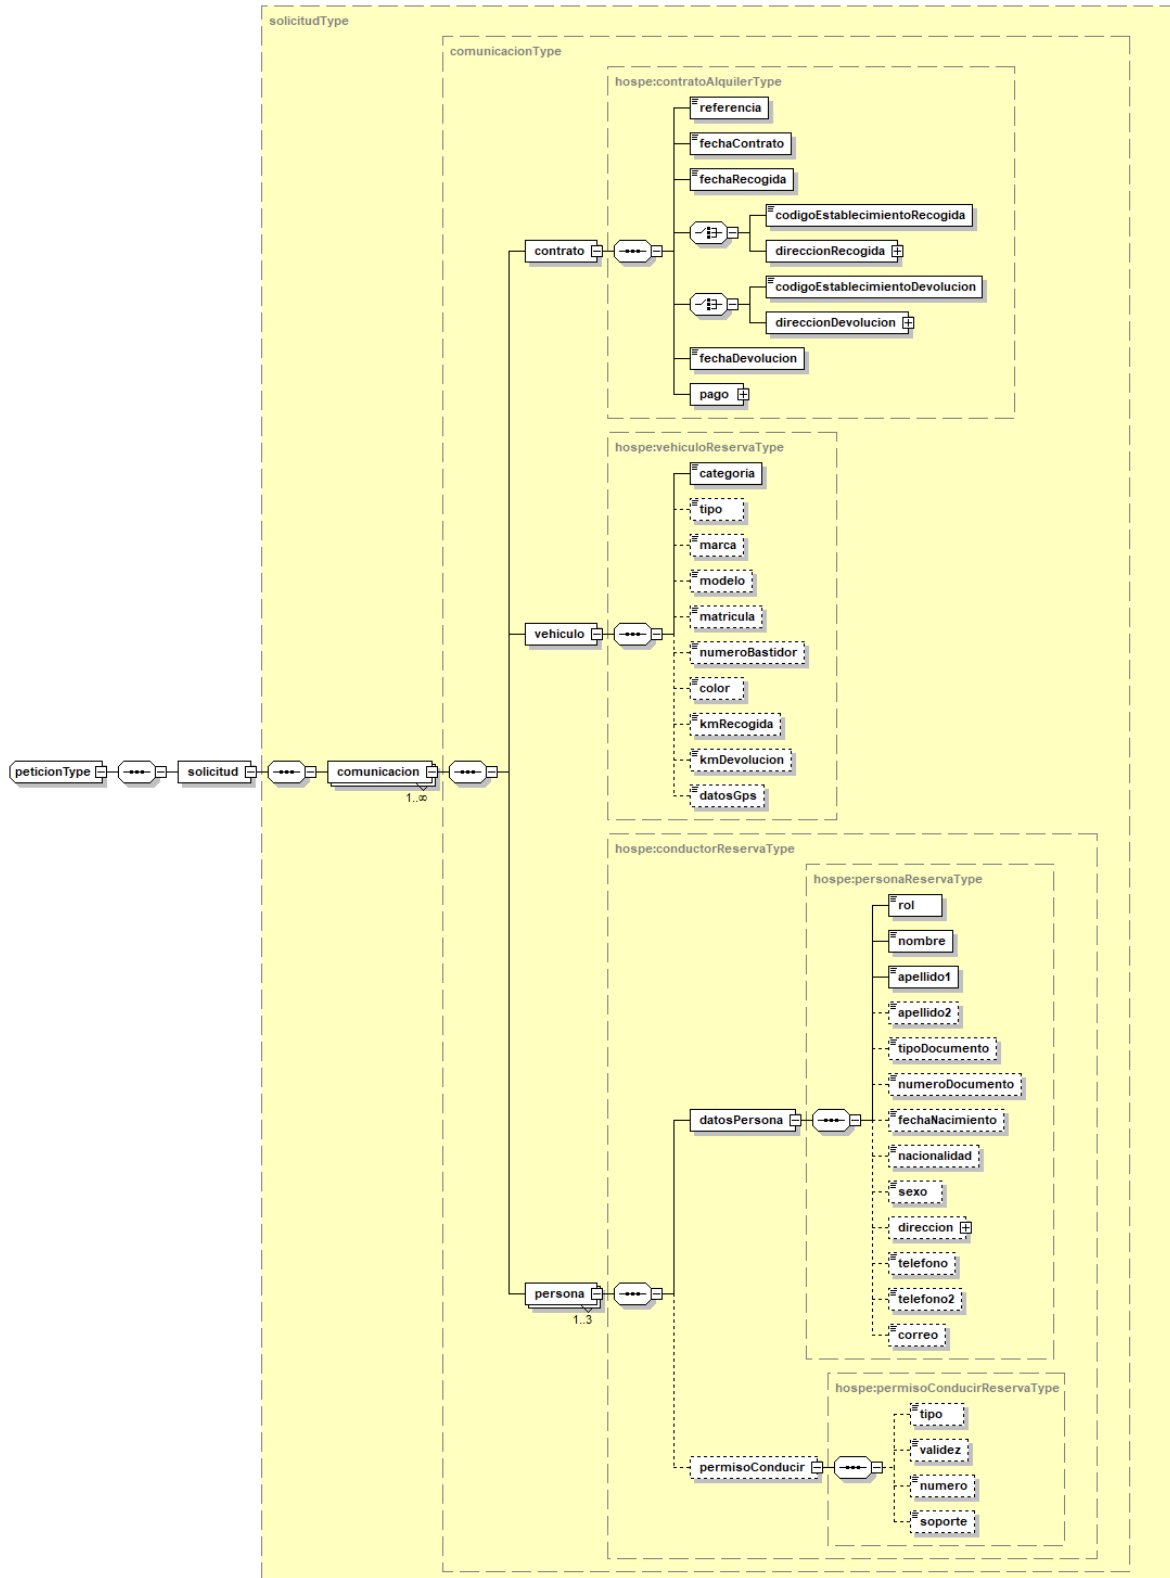 solicitudType
comunicacionType
hospe:contratoAlquilerType
referencia
fechaContrato
fechaRecogida
codigoEstablecimientoRecogida
contrato
direccionRecogida
codigoEstablecimientoDevolucion
direccionDevolucion
fechaDevolucion
pago
hospe:vehiculoReservaType
categoria
tipo
marca
modelo
matricula
vehiculo
numeroBastidor
color
kmRecogida
kmDevolucion
datosGps
peticionType
solicitud
comunicacion
1..∞
hospe:conductorReservaType
hospe:personaReservaType
rol
nombre
apellido1
apellido2
tipoDocumento
numeroDocumento
datosPersona
fechaNacimiento
nacionalidad
sexo
direccion
telefono
telefono2
correo
persona
1..3
hospe:permisoConducirReservaType
tipo
validez
permisoConducir
numero
soporte